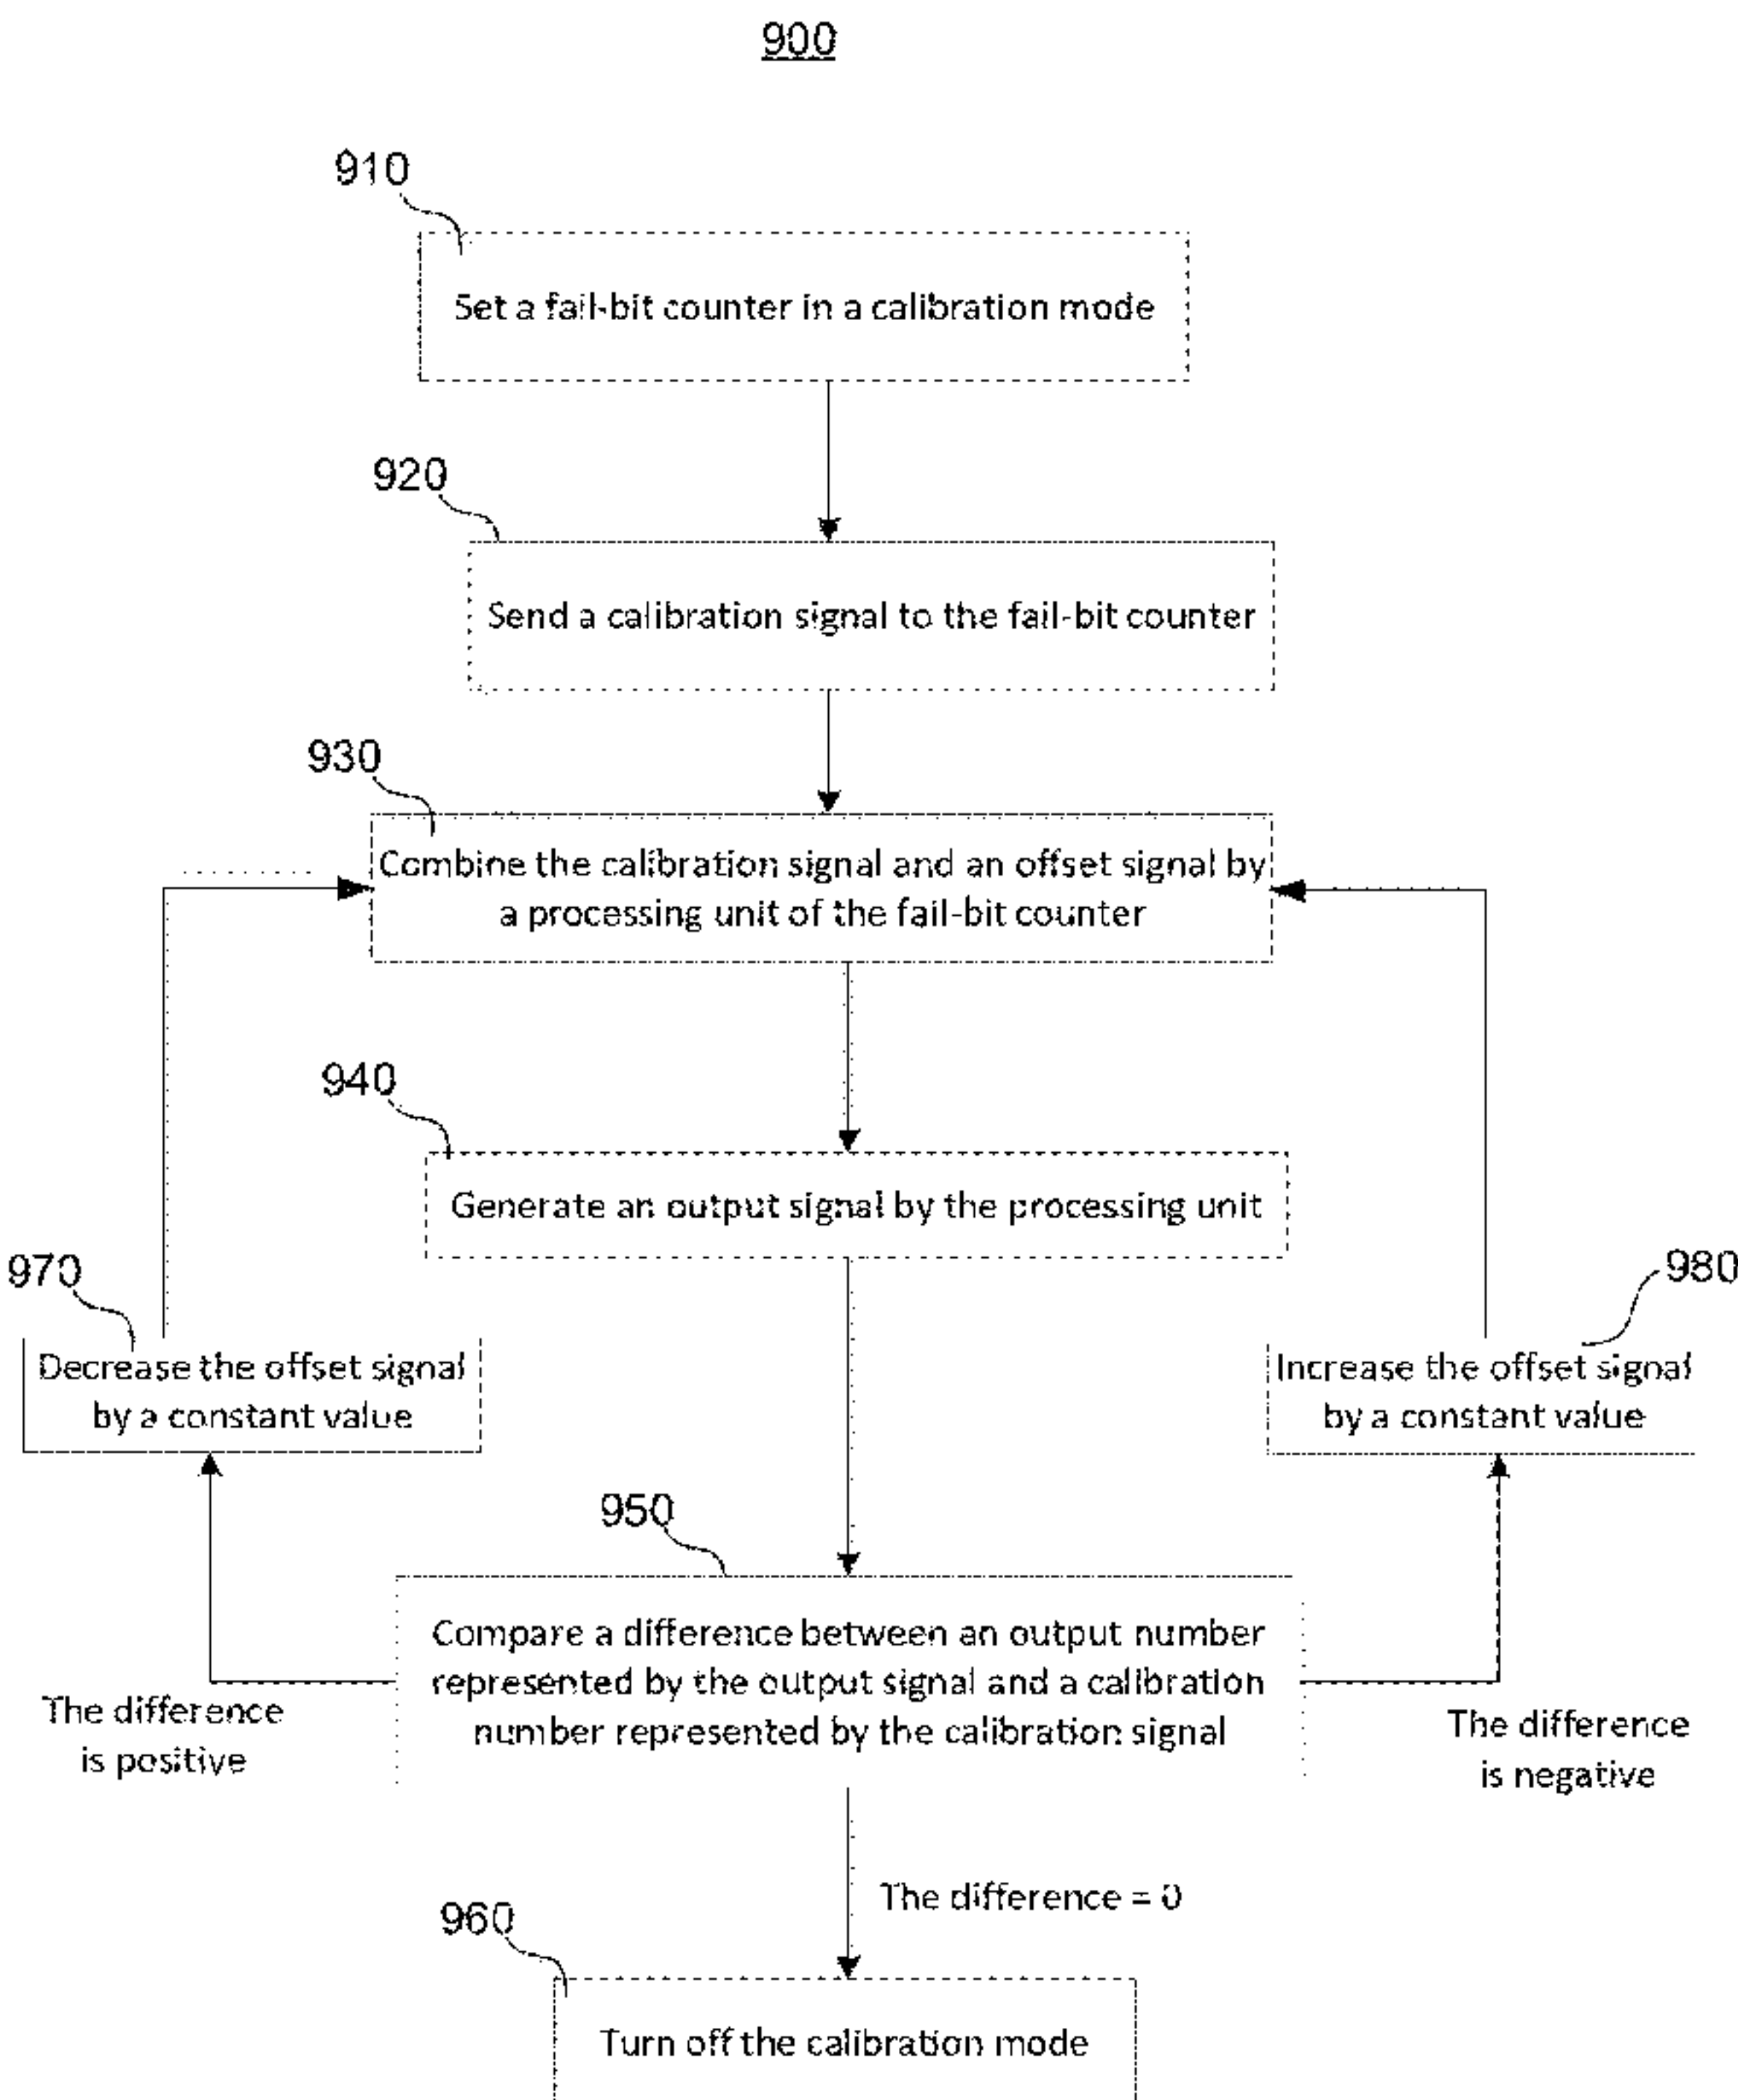 900
910
Set a fail-bit counter in a calibration mode
920
Send a calibration signal to the fail-bit counter
930
Combine the calibration signal and an offset signal by
a processing unit of the fail-bit counter
940
Generate an output signal by the processing unit
970
Decrease the offset signal
by a constant value
980
Increase the offset signal
by a constant value
950
Compare a difference between an output number
represented by the output signal and a calibration
number represented by the calibration signal
The difference
is positive
The difference
is negative
The difference = 0
960
Turn off the calibration mode